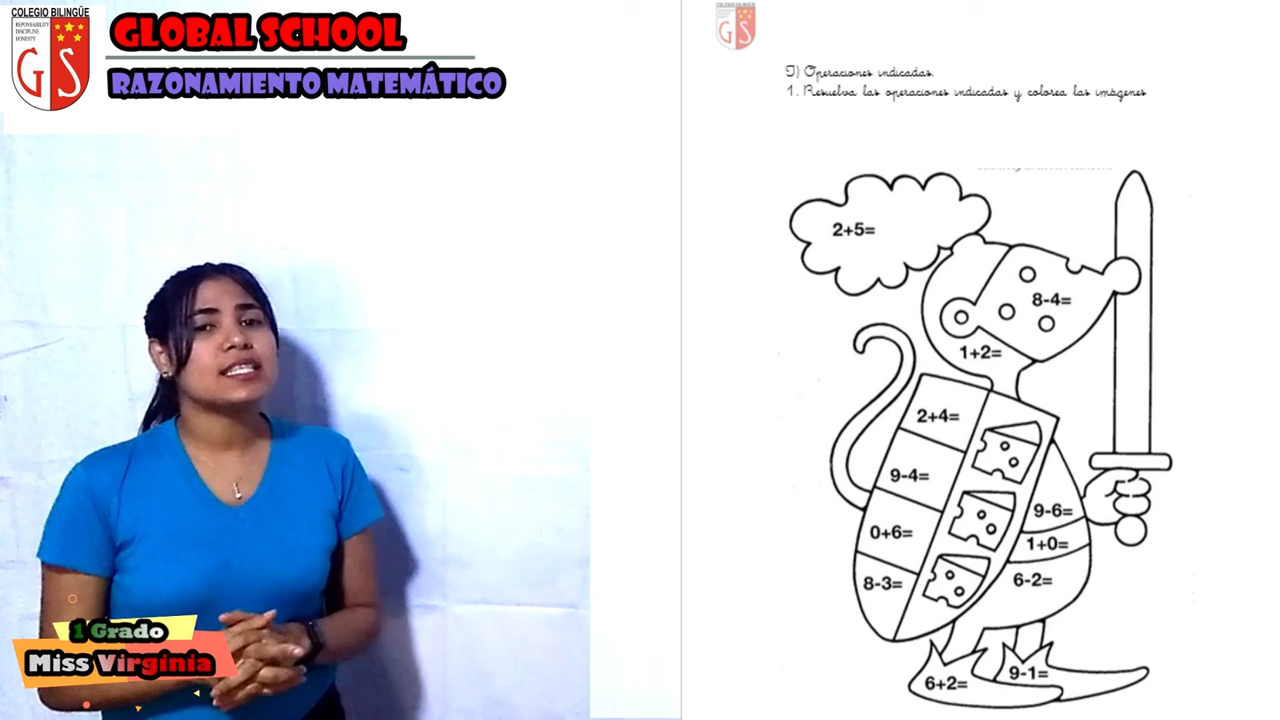 COLEGIO BILINGÜE
RESPONSABILITY
DISCIPLINE
HONESTY
G S
GLOBAL SCHOOL
RAZONAMIENTO MATEMÁTICO
1 Grado
Miss Virginia
G S
I) Operaciones indicadas.
1. Resuelva las operaciones indicadas y colorea las imágenes
2+5=
8-4=
1+2=
2+4=
9-4=
9-6=
0+6=
1+0=
8-3=
6-2=
6+2=
9-1=